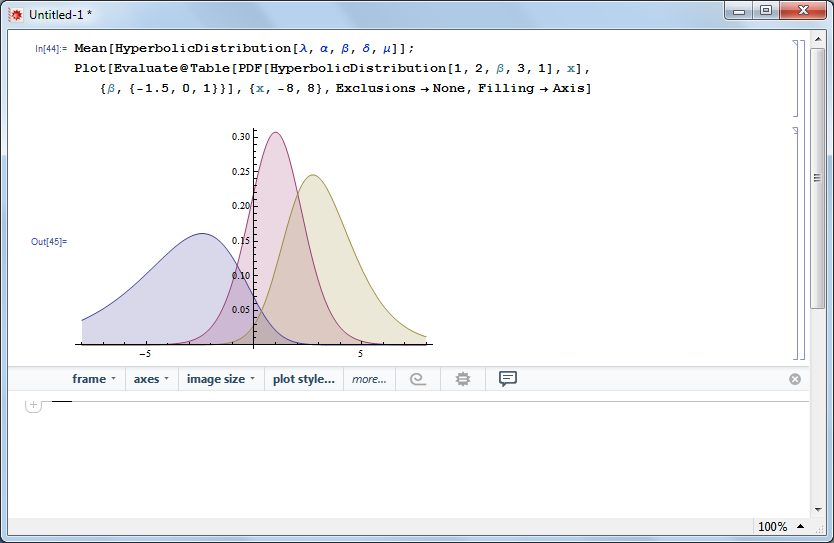 Untitled-1 *
In[44]:= Mean[HyperbolicDistribution[λ, α, β, δ, μ]];
Plot[Evaluate@Table[PDF[HyperbolicDistribution[1, 2, β, 3, 1], x],
{β, {-1.5, 0, 1}}], {x, -8, 8}, Exclusions → None, Filling → Axis]
0.30
0.25
0.20
0.15
Out[45]=
0.10
0.05
-5 5
frame axes image size plot style... more...
100%